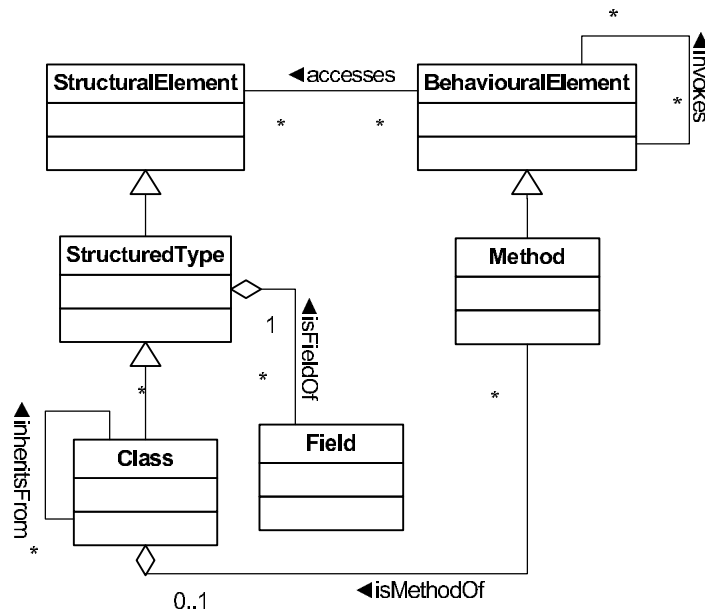 *
StructuralElement
◄accesses
BehaviouralElement
◄Invokes
*
*
*
StructuredType
Method
1
◄isFieldOf
*
*
*
◄inheritsFrom
Class
Field
*
◄isMethodOf
0..1